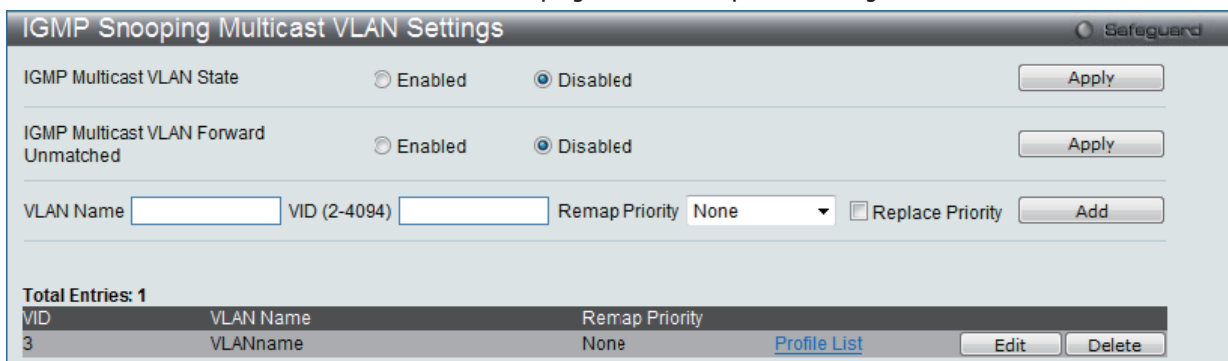 IGMP Snooping Multicast VLAN Settings
Safeguard
IGMP Multicast VLAN State Enabled Disabled Apply
IGMP Multicast VLAN Forward
Unmatched Enabled Disabled Apply
VLAN Name VID (2-4094) Remap Priority None Replace Priority Add
Total Entries: 1
VID VLAN Name Remap Priority
3 VLANname None Profile List Edit Delete